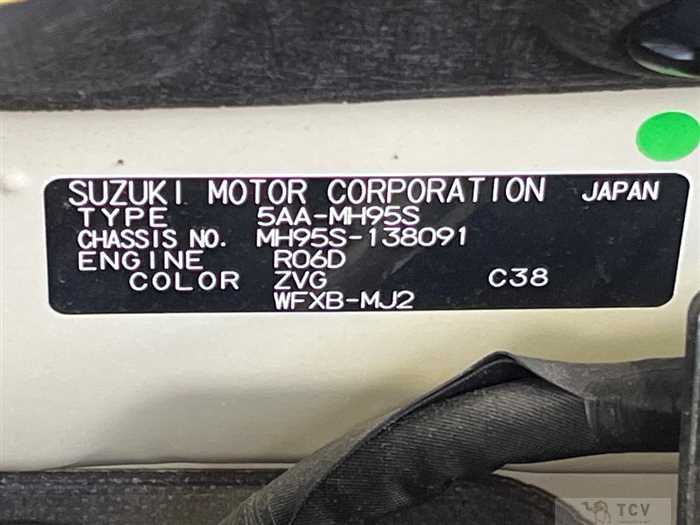 SUZUKI MOTOR CORPORATION JAPAN
TYPE 5AA-MH95S
CHASSIS NO. MH95S-138091
ENGINE R06D
COLOR ZVG C38
WFXB-MJ2
TCV